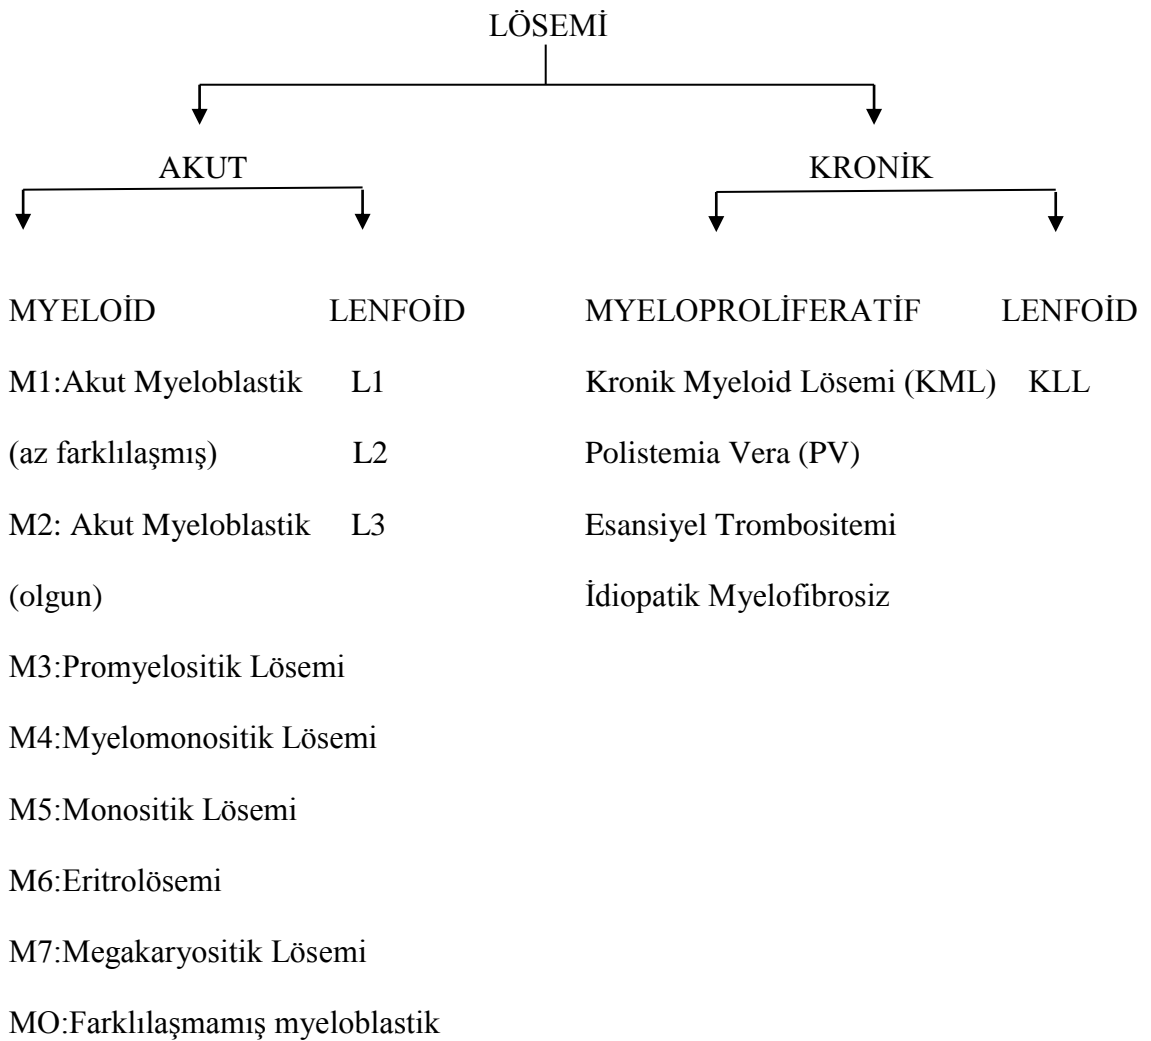 LÖSEMİ
AKUT KRONİK
MYELOİD LENFOİD MYELOPROLİFERATİF LENFOİD
M1:Akut Myeloblastik L1 Kronik Myeloid Lösemi (KML) KLL
(az farklılaşmış) L2 Polistemia Vera (PV)
M2: Akut Myeloblastik L3 Esansiyel Trombositemi
(olgun) İdiopatik Myelofibrosiz
M3:Promyelositik Lösemi
M4:Myelomonositik Lösemi
M5:Monositik Lösemi
M6:Eritrolösemi
M7:Megakaryositik Lösemi
MO:Farklılaşmamış myeloblastik